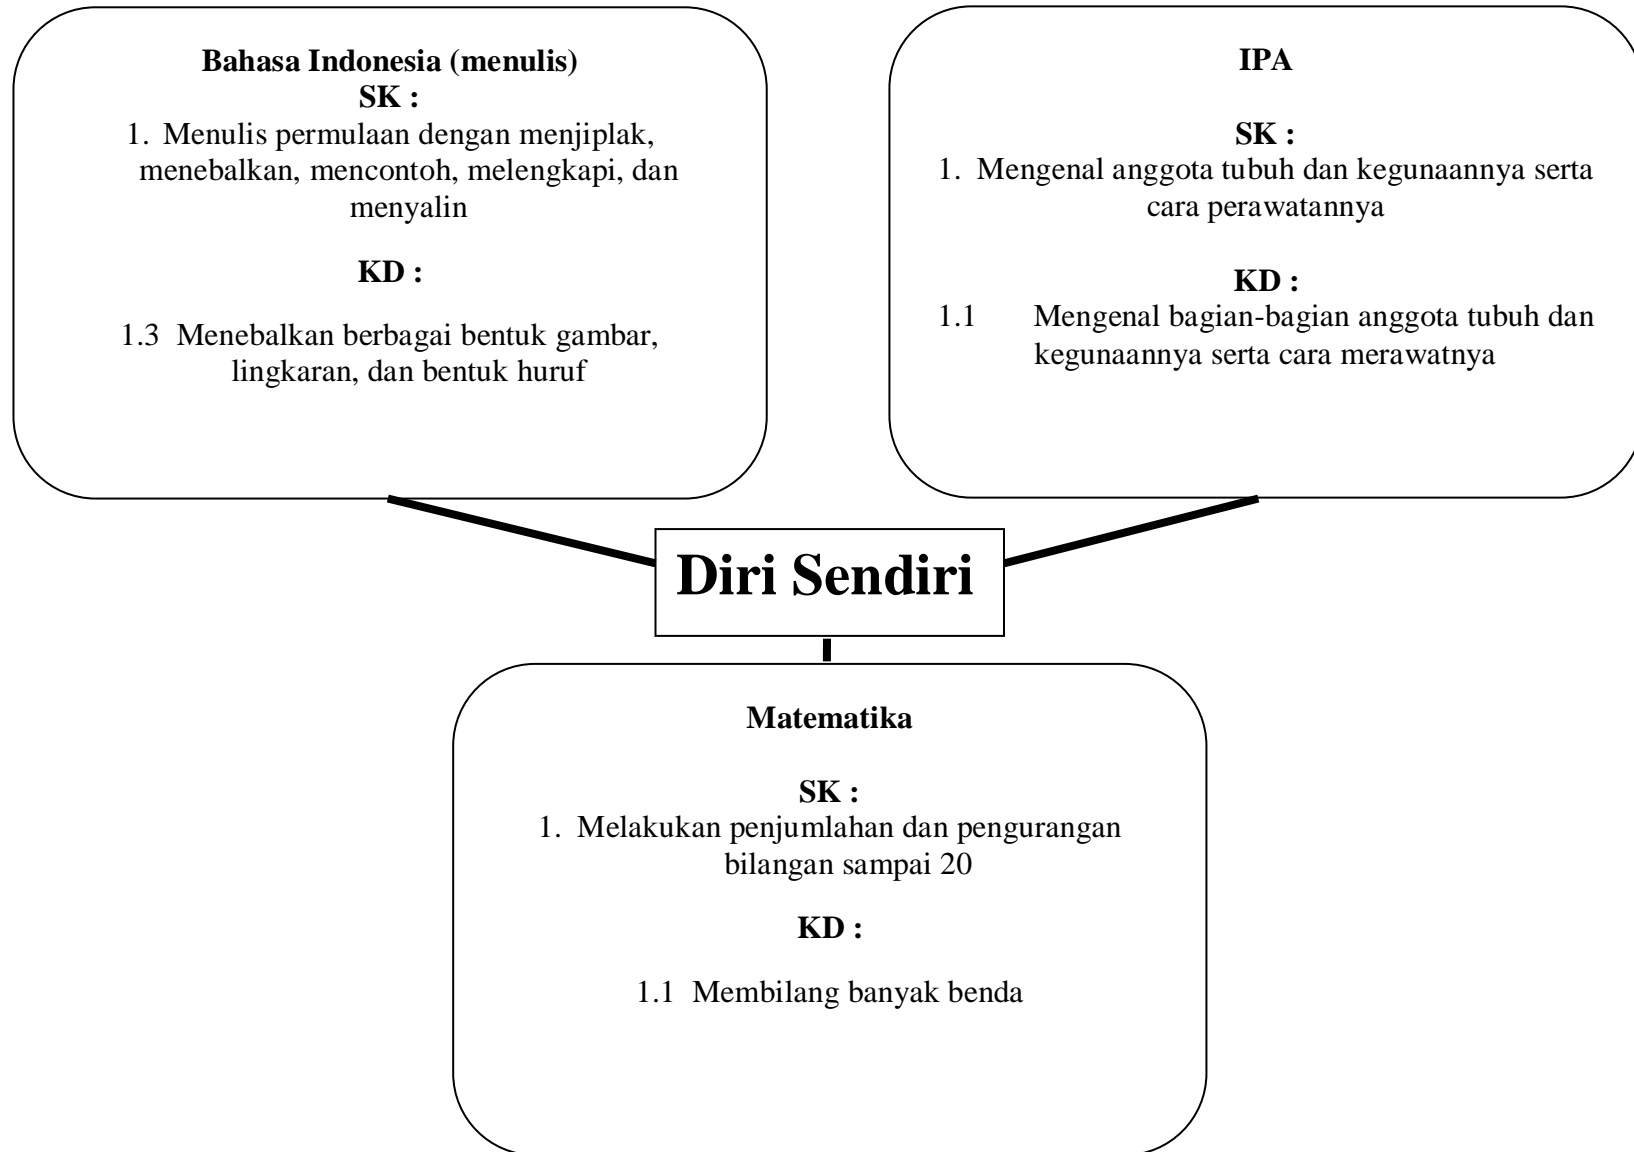 Bahasa Indonesia (menulis)
SK :
1. Menulis permulaan dengan menjiplak,
menebalkan, mencontoh, melengkapi, dan
menyalin
KD :
1.3 Menebalkan berbagai bentuk gambar,
lingkaran, dan bentuk huruf
IPA
SK :
1. Mengenal anggota tubuh dan kegunaannya serta
cara perawatannya
KD :
1.1 Mengenal bagian-bagian anggota tubuh dan
kegunaannya serta cara merawatnya
Diri Sendiri
Matematika
SK :
1. Melakukan penjumlahan dan pengurangan
bilangan sampai 20
KD :
1.1 Membilang banyak benda